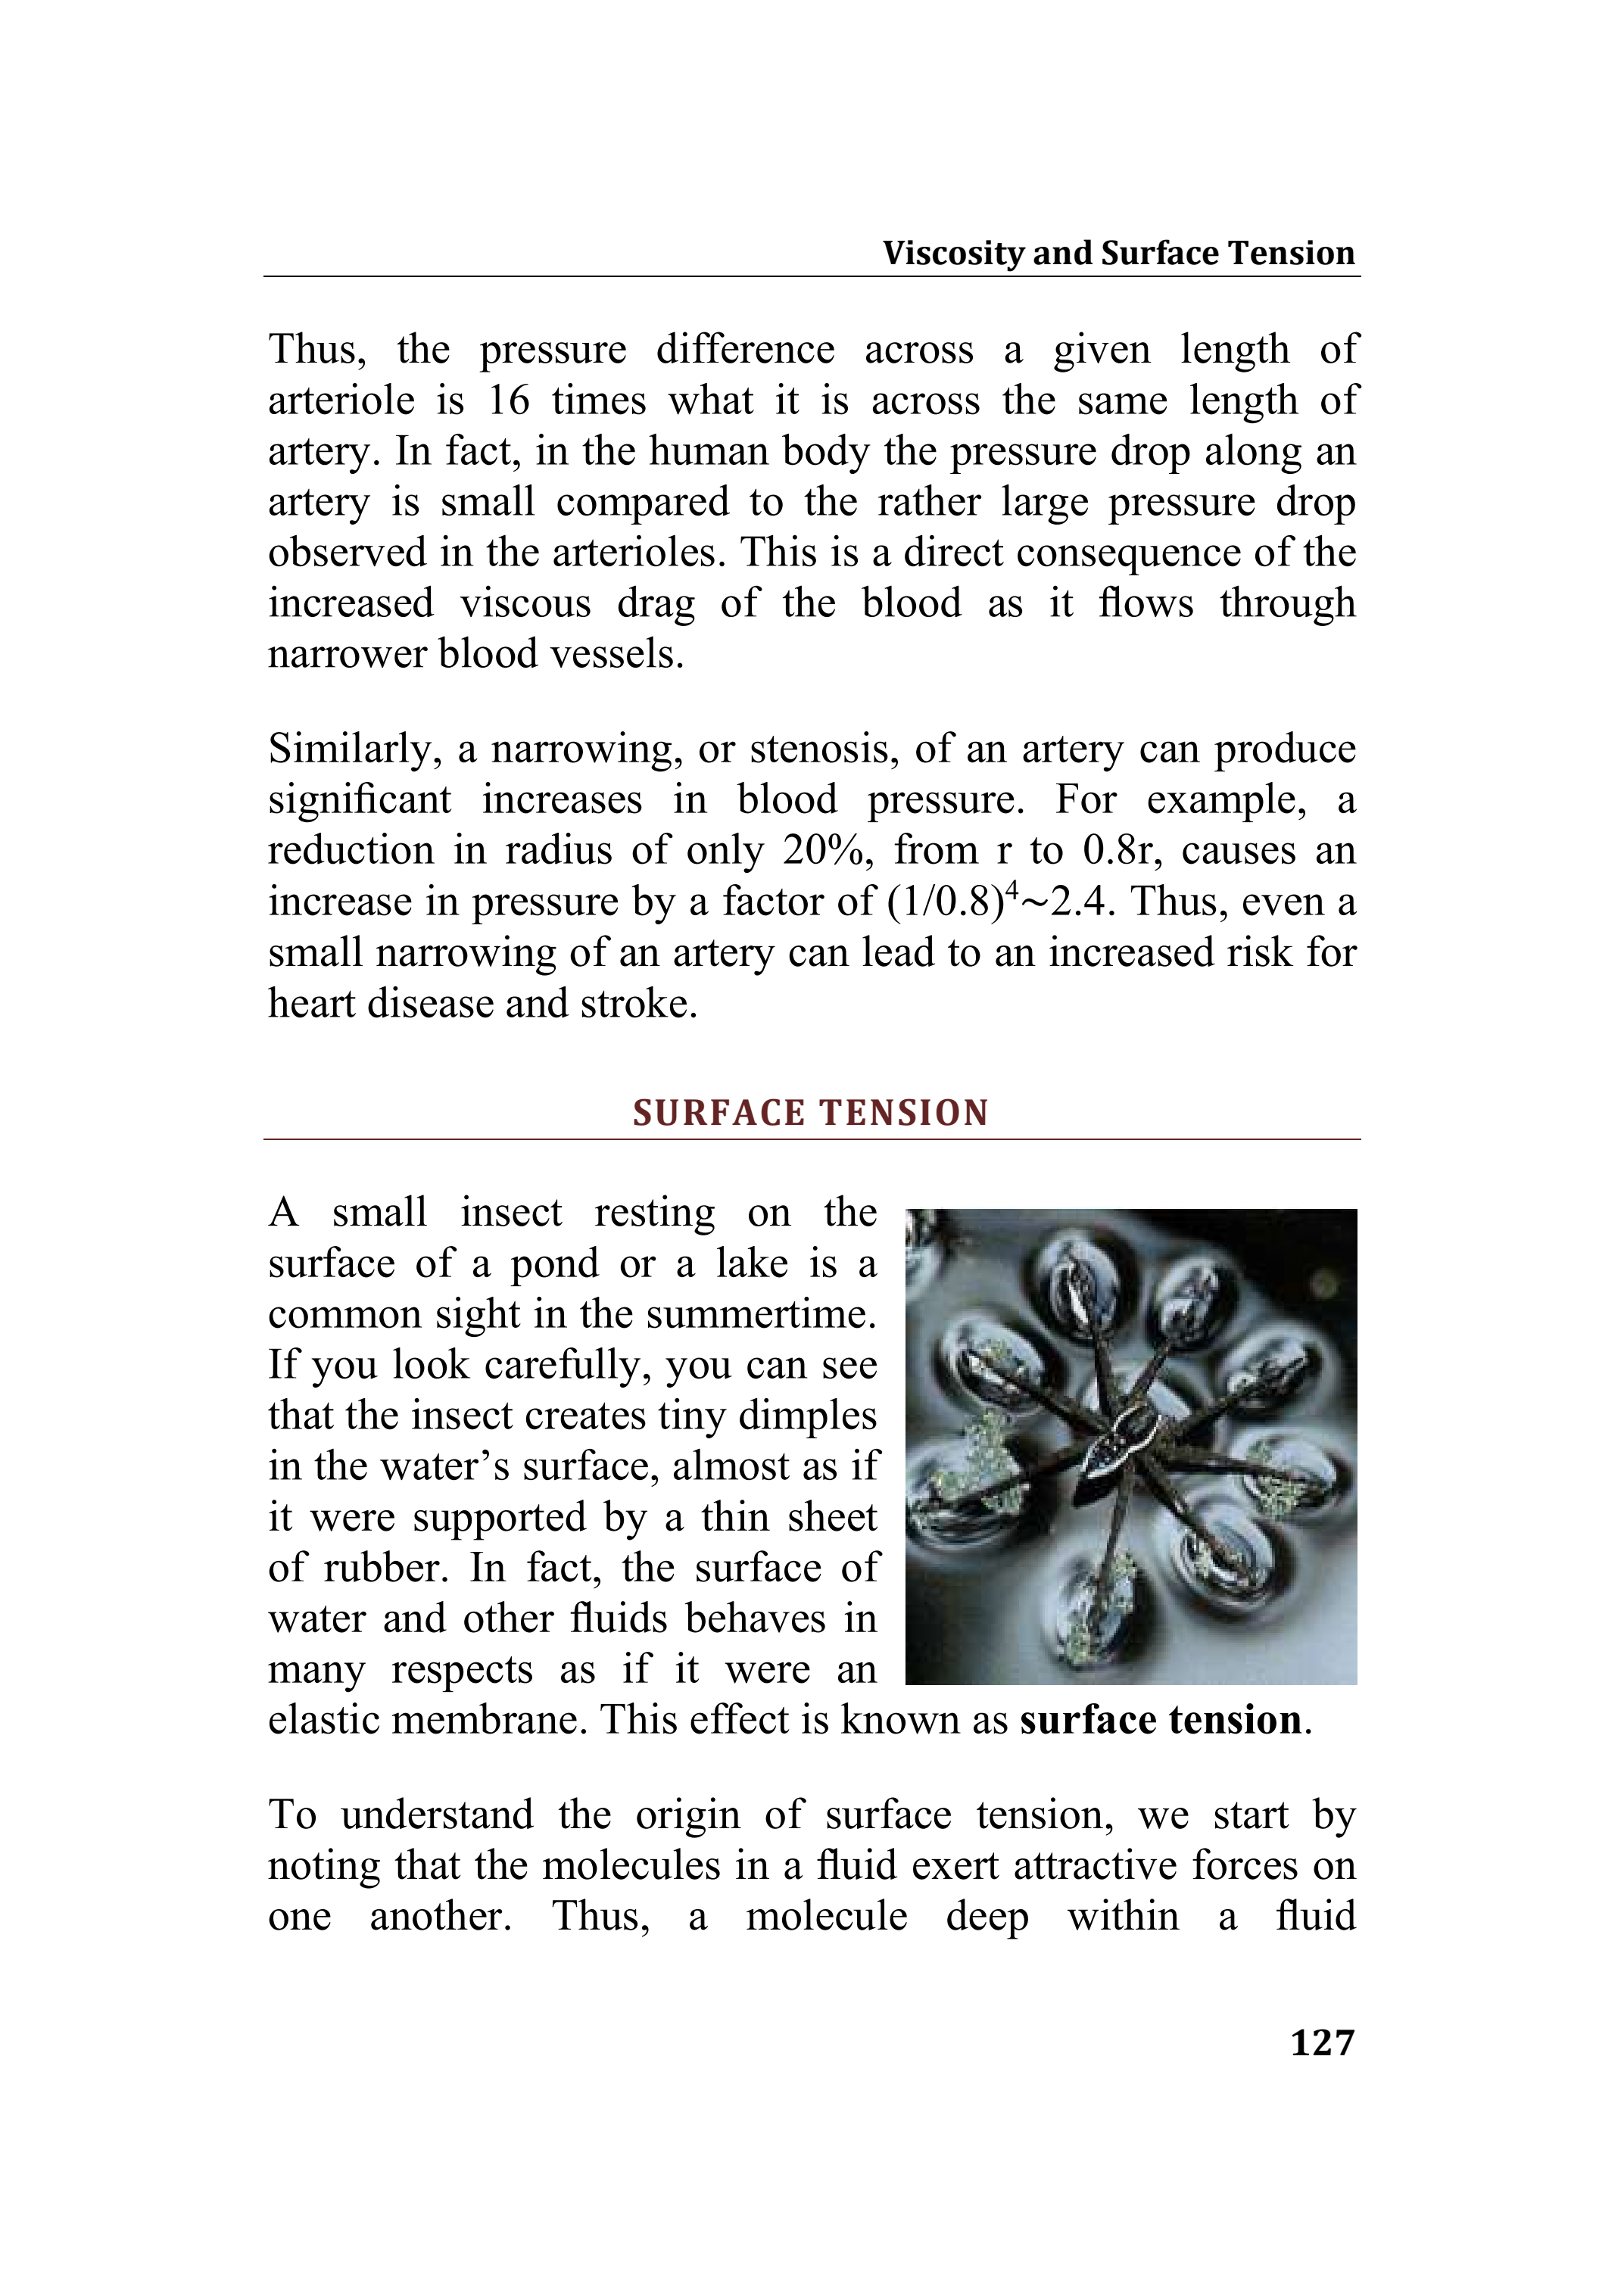 Viscosity and Surface Tension
Thus, the pressure difference across a given length of
arteriole is 16 times what it is across the same length of
artery. In fact, in the human body the pressure drop along an
artery is small compared to the rather large pressure drop
observed in the arterioles. This is a direct consequence of the
increased viscous drag of the blood as it flows through
narrower blood vessels.
Similarly, a narrowing, or stenosis, of an artery can produce
significant increases in blood pressure. For example, a
reduction in radius of only 20%, from r to 0.8r, causes an
increase in pressure by a factor of (1/0.8)⁴~2.4. Thus, even a
small narrowing of an artery can lead to an increased risk for
heart disease and stroke.
SURFACE TENSION
A small insect resting on the
surface of a pond or a lake is a
common sight in the summertime.
If you look carefully, you can see
that the insect creates tiny dimples
in the water’s surface, almost as if
it were supported by a thin sheet
of rubber. In fact, the surface of
water and other fluids behaves in
many respects as if it were an
elastic membrane. This effect is known as surface tension.
To understand the origin of surface tension, we start by
noting that the molecules in a fluid exert attractive forces on
one another. Thus, a molecule deep within a fluid
127